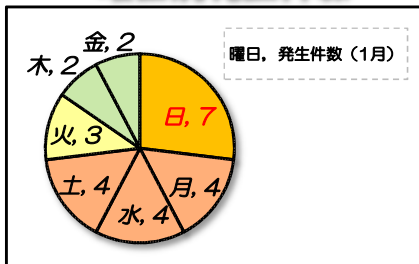 曜日，発生件数（1月）
日, 7
月, 4
水, 4
土, 4
火, 3
木, 2
金, 2